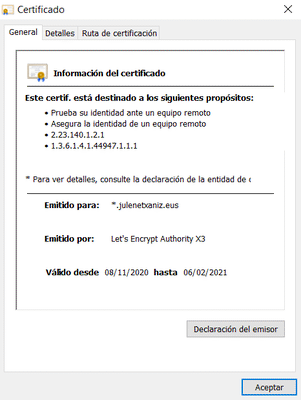 Certificado
General
Detalles
Ruta de certificación
Información del certificado
Este certif. está destinado a los siguientes propósitos:
• Prueba su identidad ante un equipo remoto
• Asegura la identidad de un equipo remoto
• 2.23.140.1.2.1
• 1.3.6.1.4.1.44947.1.1.1
* Para ver detalles, consulte la declaración de la entidad de c
Emitido para: *.julenetxaniz.eus
Emitido por: Let's Encrypt Authority X3
Válido desde 08/11/2020 hasta 06/02/2021
Declaración del emisor
Aceptar